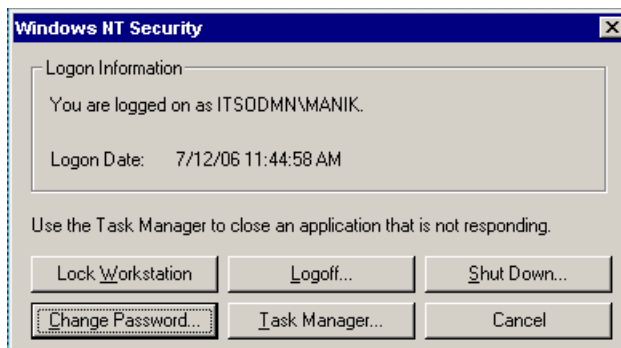 Windows NT Security
Logon Information
You are logged on as ITSODMN\MANIK.
Logon Date: 7/12/06 11:44:58 AM
Use the Task Manager to close an application that is not responding.
Lock Workstation Logoff... Shut Down...
Change Password... Task Manager... Cancel